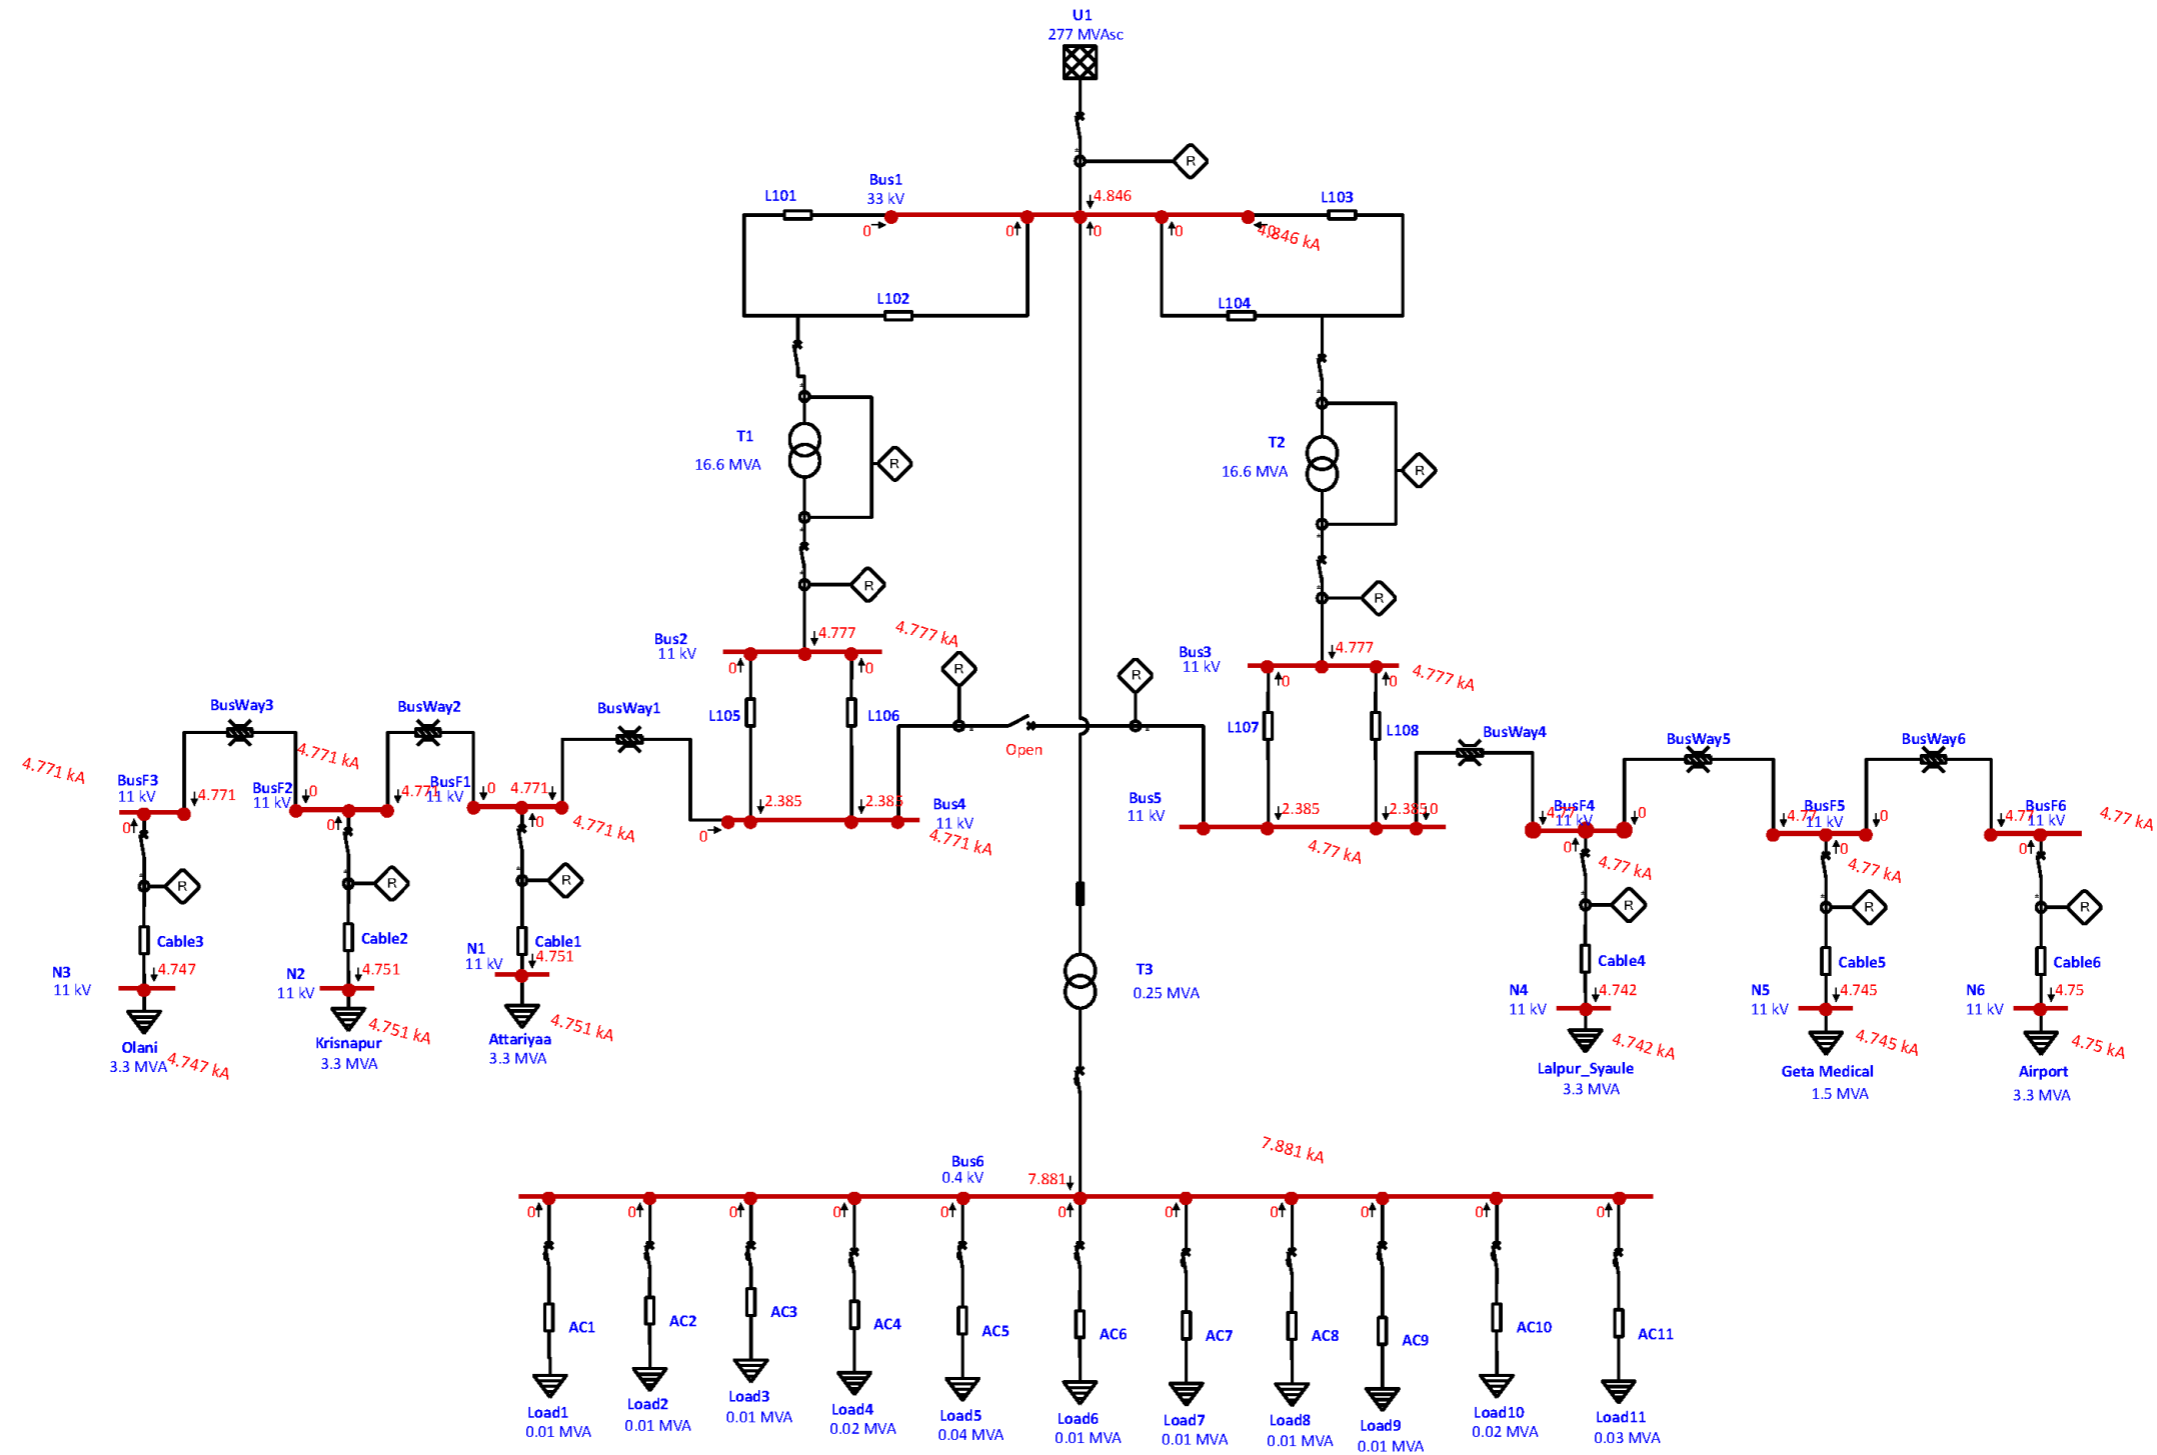 U1
277 MVAsc
R
4.846
Bus1
33 kV
L101
L103
0
0
0
0
4.846 kA
L102
L104
T1
16.6 MVA
R
T2
16.6 MVA
R
R
R
Bus2
11 kV
4.777
4.777 kA
0
0
Bus3
11 kV
4.777
4.777 kA
0
0
R
R
Open
L105
L106
L107
L108
BusWay3
BusWay2
BusWay1
BusWay4
BusWay5
BusWay6
4.771 kA
BusF3
11 kV
4.771
0
4.771 kA
BusF2
11 kV
0
0
BusF1
11 kV
0
4.771
0
4.771 kA
2.385
2.385
Bus4
11 kV
4.771 kA
0
Bus5
11 kV
2.385
2.385
0
4.77 kA
BusF4
11 kV
0
0
4.77 kA
BusF5
11 kV
0
0
4.77 kA
BusF6
11 kV
0
4.77 kA
R
R
R
R
R
R
Cable3
Cable2
Cable1
Cable4
Cable5
Cable6
N3
11 kV
4.747
N2
11 kV
4.751
N1
11 kV
4.751
N4
11 kV
4.742
N5
11 kV
4.745
N6
11 kV
4.75
Olani
3.3 MVA
4.747 kA
Krisnapur
3.3 MVA
4.751 kA
Attariyaa
3.3 MVA
4.751 kA
Lalpur_Syaule
3.3 MVA
4.742 kA
Geta Medical
1.5 MVA
4.745 kA
Airport
3.3 MVA
4.75 kA
T3
0.25 MVA
Bus6
0.4 kV
7.881
7.881 kA
0
0
0
0
0
0
0
0
0
0
0
AC1
AC2
AC3
AC4
AC5
AC6
AC7
AC8
AC9
AC10
AC11
Load1
0.01 MVA
Load2
0.01 MVA
Load3
0.01 MVA
Load4
0.02 MVA
Load5
0.04 MVA
Load6
0.01 MVA
Load7
0.01 MVA
Load8
0.01 MVA
Load9
0.01 MVA
Load10
0.02 MVA
Load11
0.03 MVA